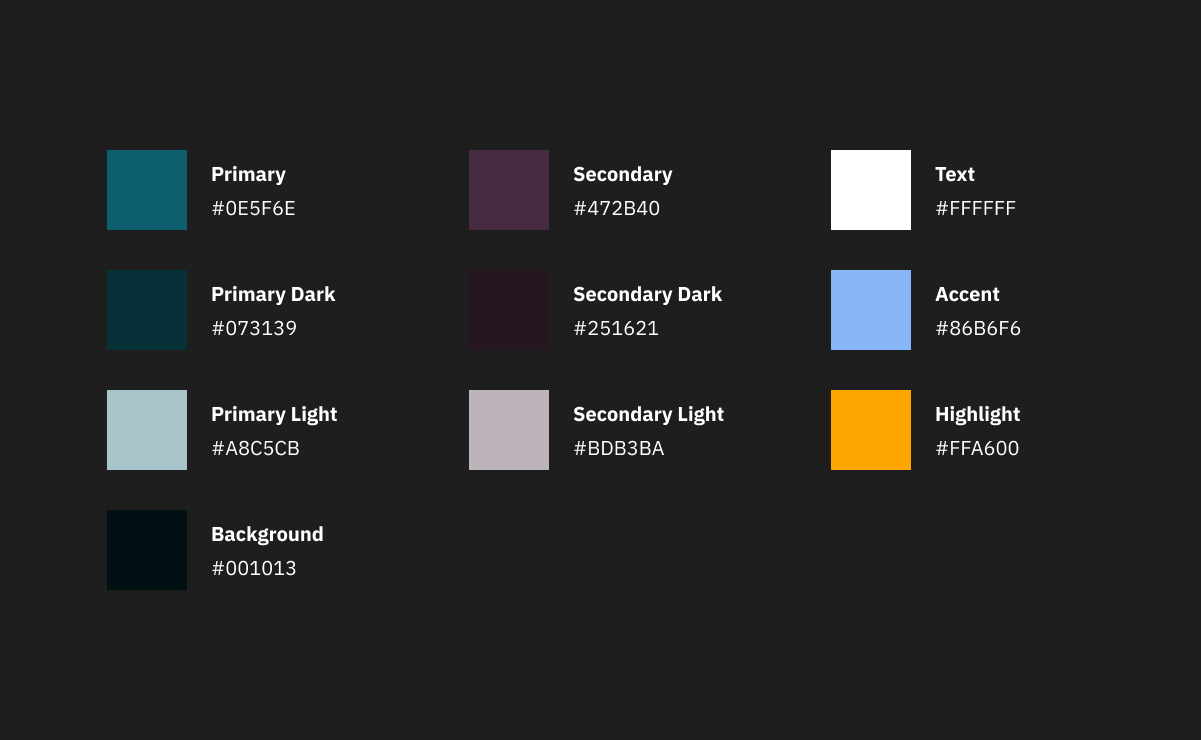 Primary
#0E5F6E
Secondary
#472B40
Text
#FFFFFF
Primary Dark
#073139
Secondary Dark
#251621
Accent
#86B6F6
Primary Light
#A8C5CB
Secondary Light
#BDB3BA
Highlight
#FFA600
Background
#001013